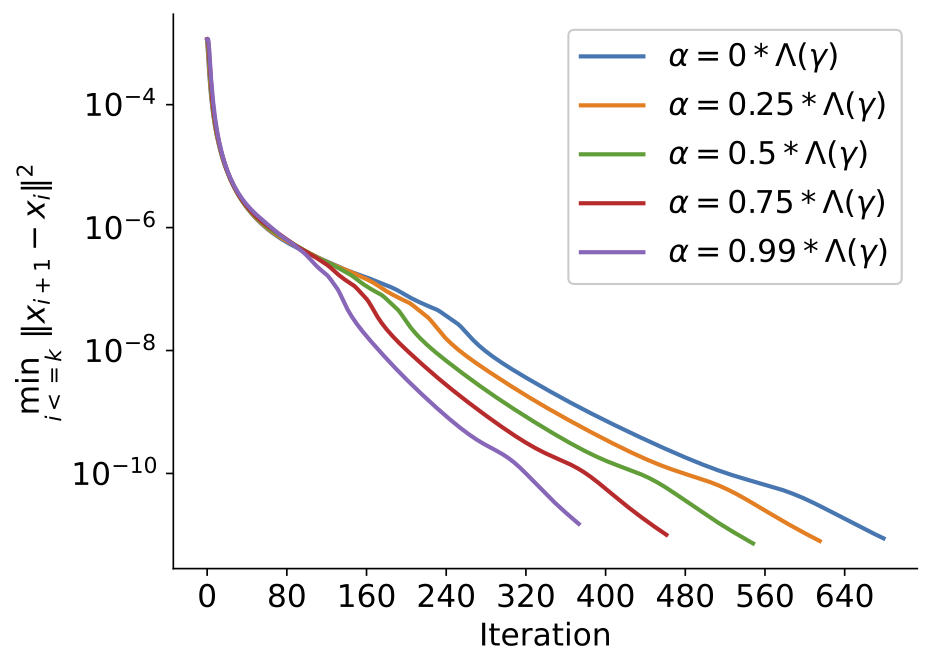 α = 0 * Λ(γ)
α = 0.25 * Λ(γ)
α = 0.5 * Λ(γ)
α = 0.75 * Λ(γ)
α = 0.99 * Λ(γ)
10⁻⁴
10⁻⁶
10⁻⁸
10⁻¹⁰
min_{i<=k} ‖x_{i+1} − x_i‖²
0 80 160 240 320 400 480 560 640
Iteration